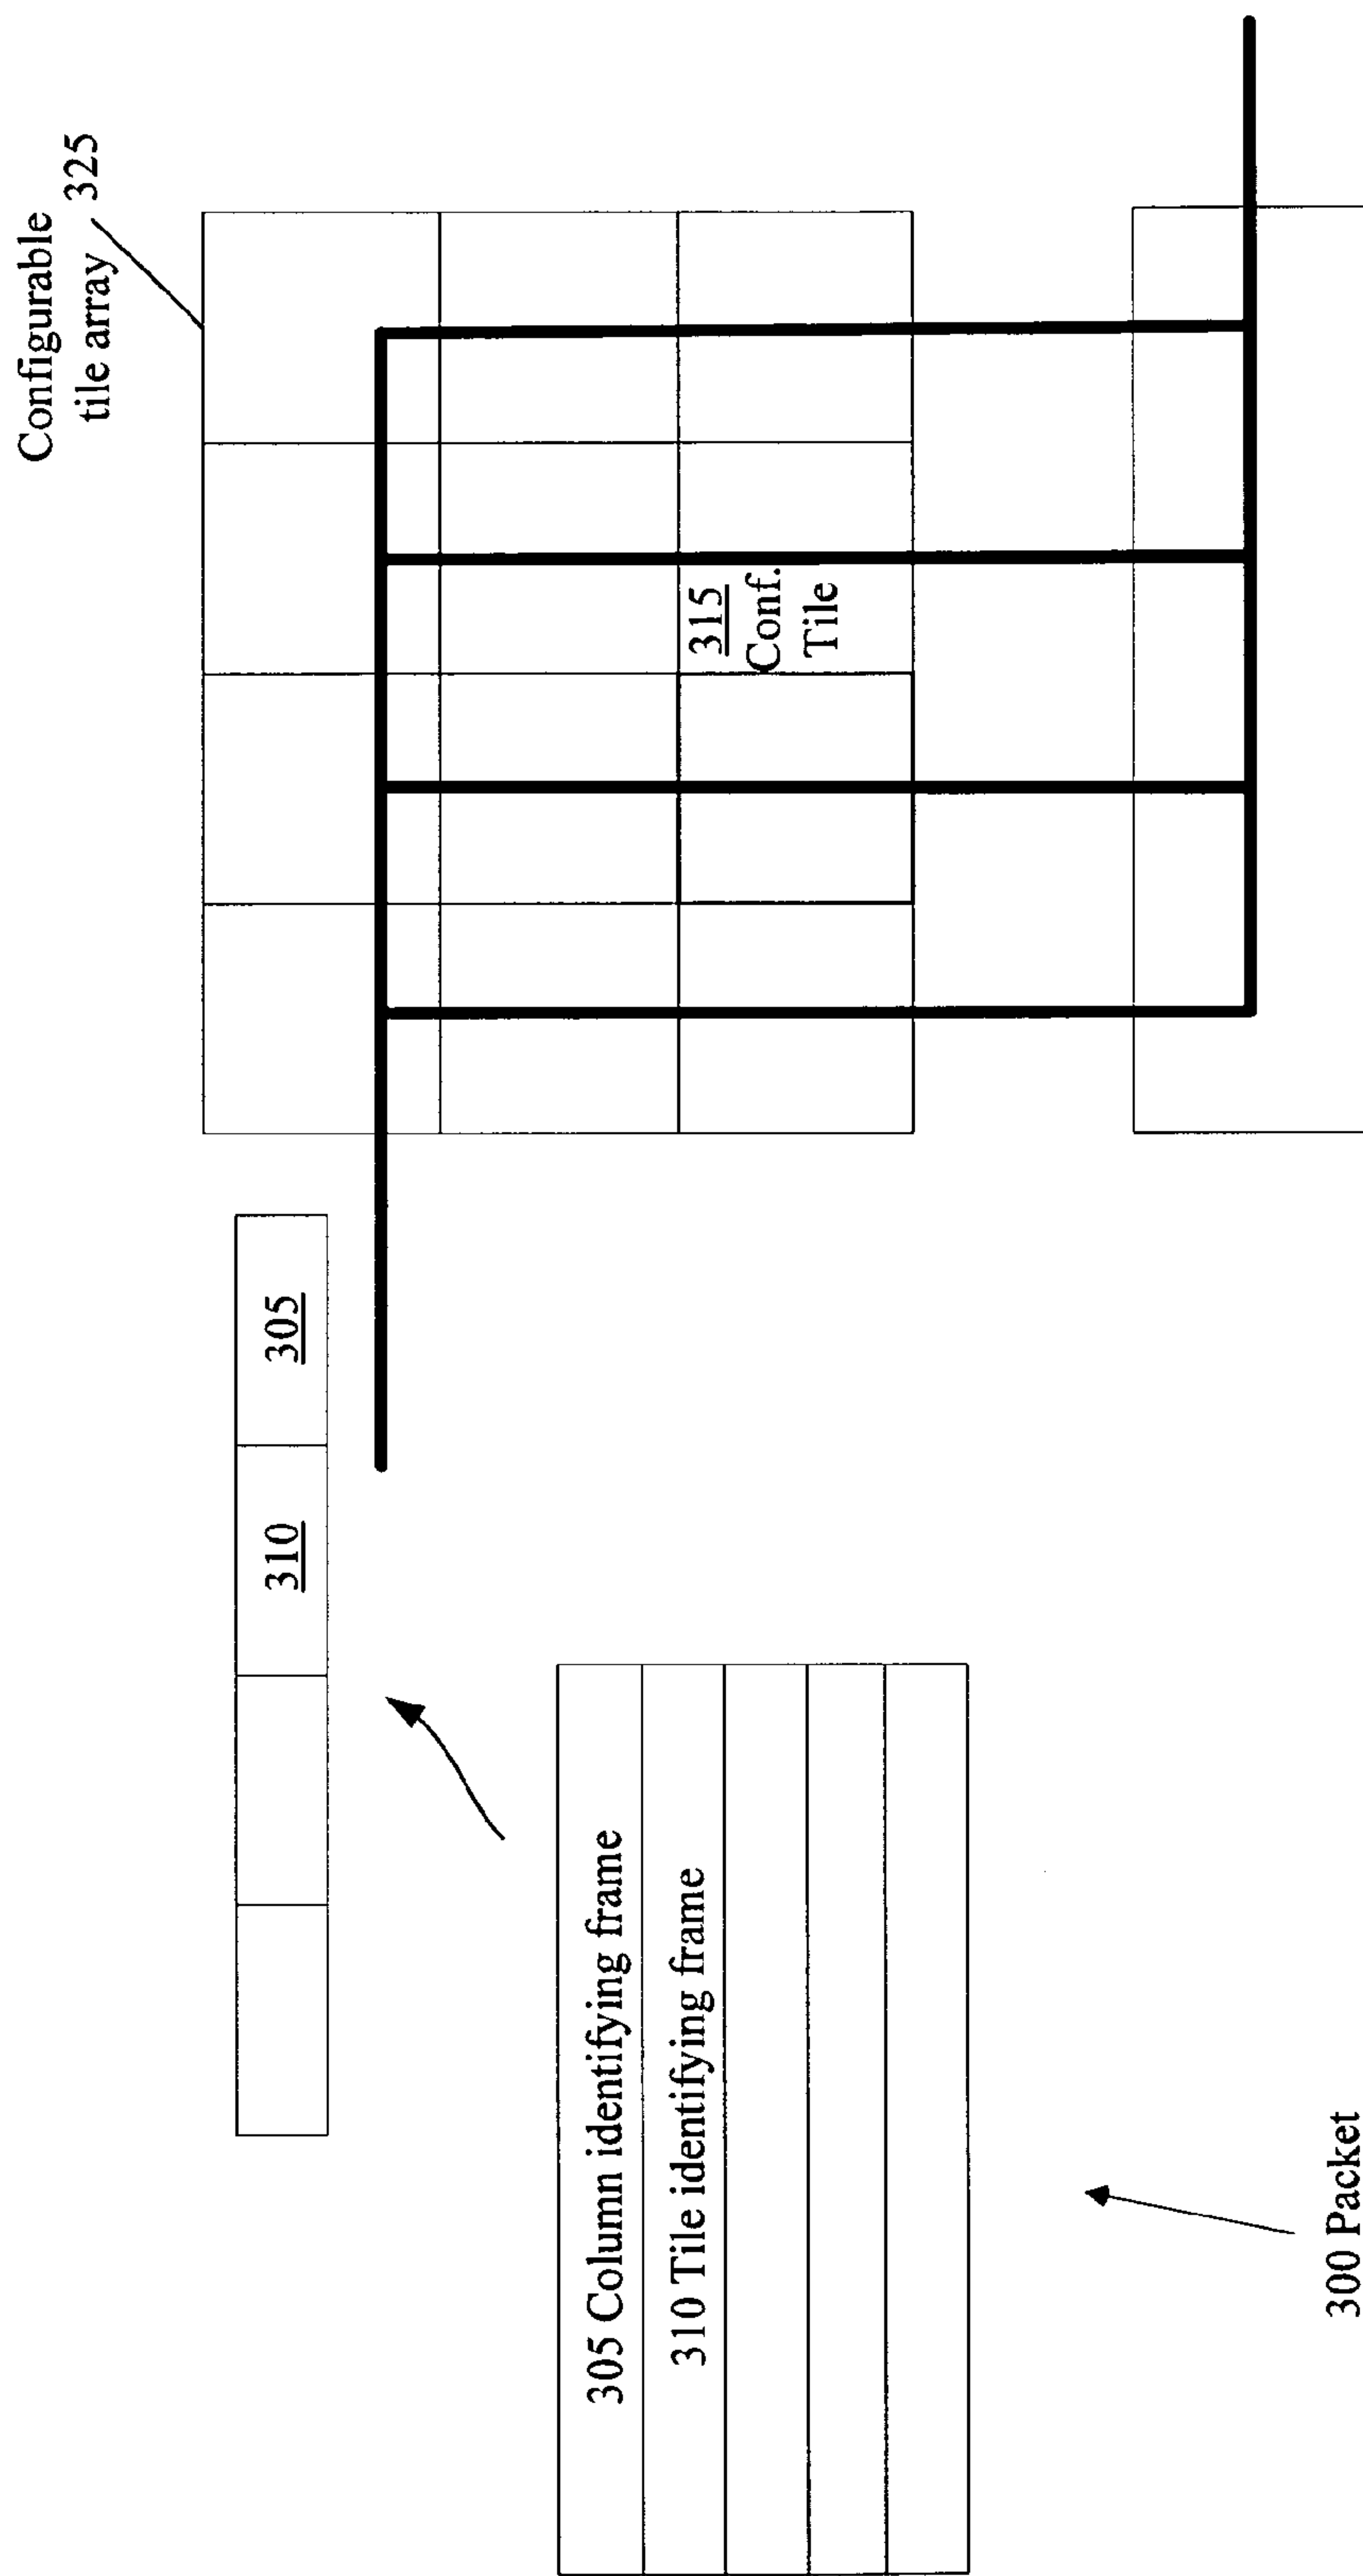 Configurable
tile array 325
305
310
315
Conf.
Tile
305 Column identifying frame
310 Tile identifying frame
300 Packet